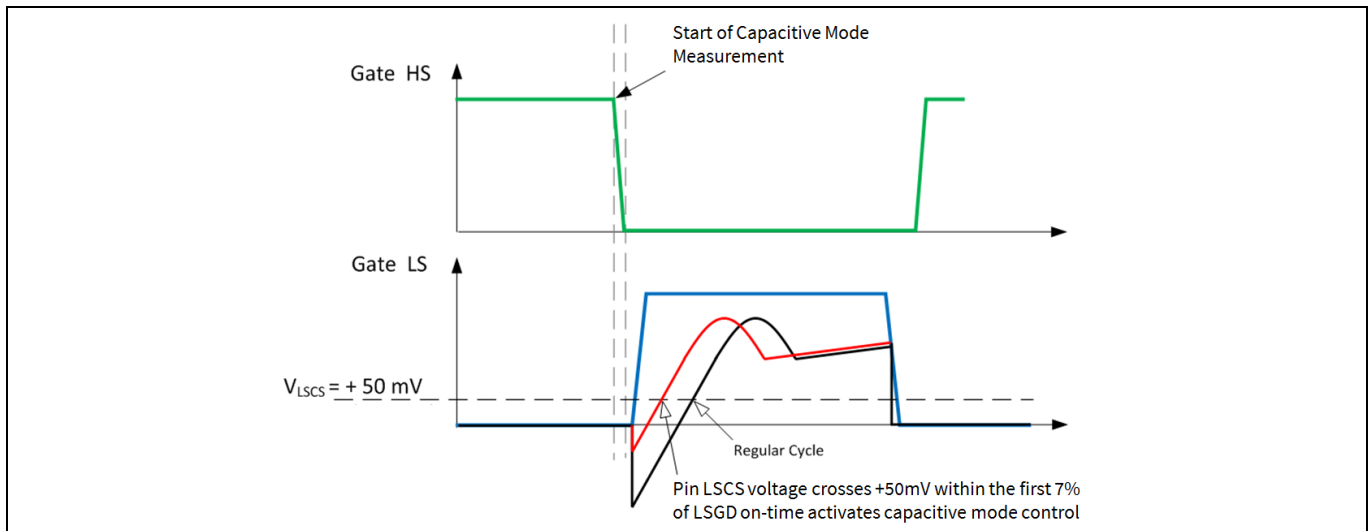 Start of Capacitive Mode
Measurement
Gate HS
Gate LS
VLSCS = + 50 mV
Regular Cycle
Pin LSCS voltage crosses +50mV within the first 7%
of LSGD on-time activates capacitive mode control